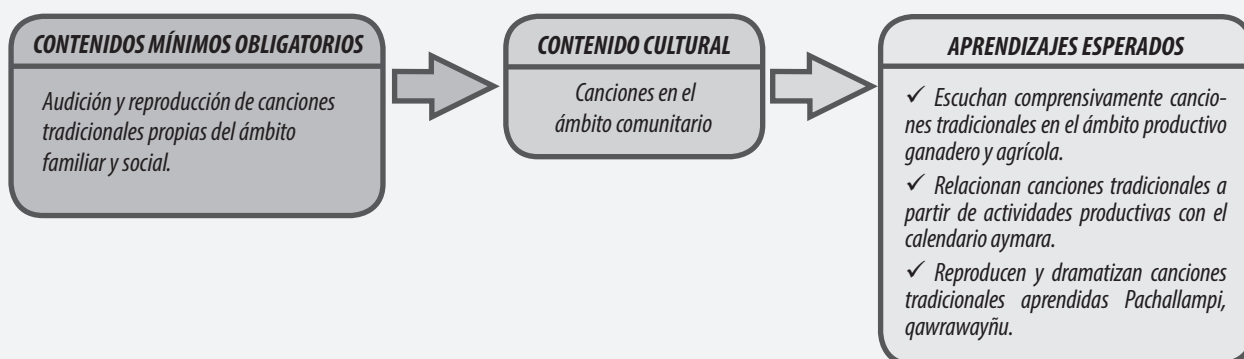 CONTENIDOS MÍNIMOS OBLIGATORIOS
Audición y reproducción de canciones
tradicionales propias del ámbito
familiar y social.
CONTENIDO CULTURAL
Canciones en el
ámbito comunitario
APRENDIZAJES ESPERADOS
✓ Escuchan comprensivamente cancio-
nes tradicionales en el ámbito productivo
ganadero y agrícola.
✓ Relacionan canciones tradicionales a
partir de actividades productivas con el
calendario aymara.
✓ Reproducen y dramatizan canciones
tradicionales aprendidas Pachallampi,
qawrawayñu.